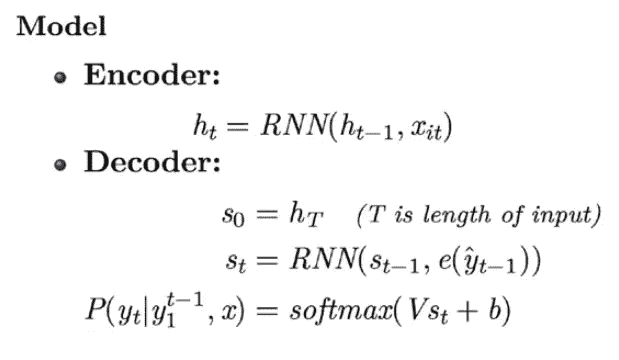 Model
• Encoder:
h_t = RNN(h_{t−1}, x_{it})
• Decoder:
s_0 = h_T (T is length of input)
s_t = RNN(s_{t−1}, e(ŷ_{t−1}))
P(y_t|y_1^{t−1}, x) = softmax(Vs_t + b)